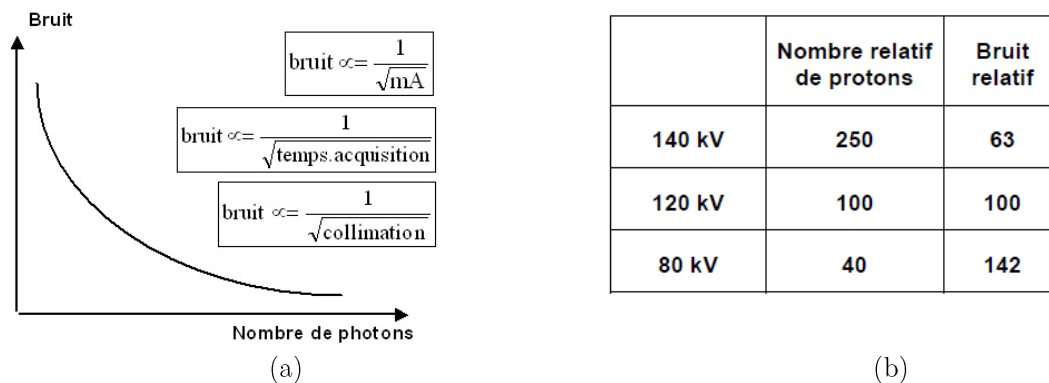 Bruit
bruit ∝= 1/√mA
bruit ∝= 1/√temps.acquisition
bruit ∝= 1/√collimation
Nombre de photons
(a)
Nombre relatif de protons Bruit relatif
140 kV 250 63
120 kV 100 100
80 kV 40 142
(b)